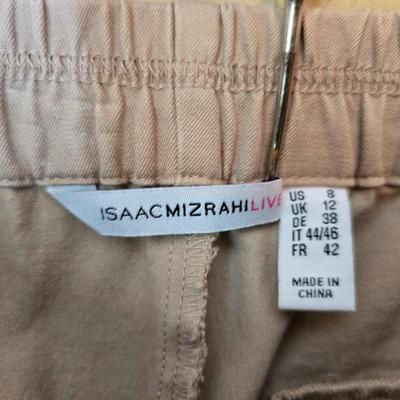 ISAACMIZRAHILIVE
US 8
UK 12
DE 38
IT 44/46
FR 42
MADE IN
CHINA